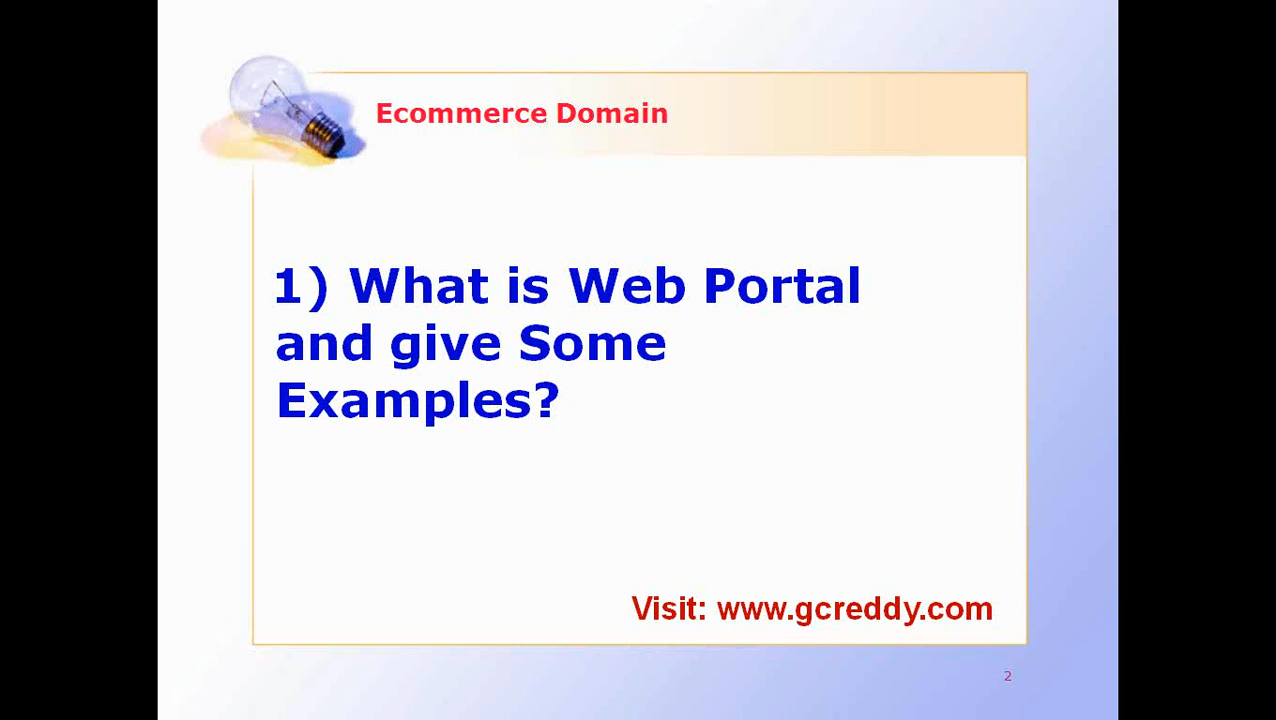 Ecommerce Domain
1) What is Web Portal
and give Some
Examples?
Visit: www.gcreddy.com
2